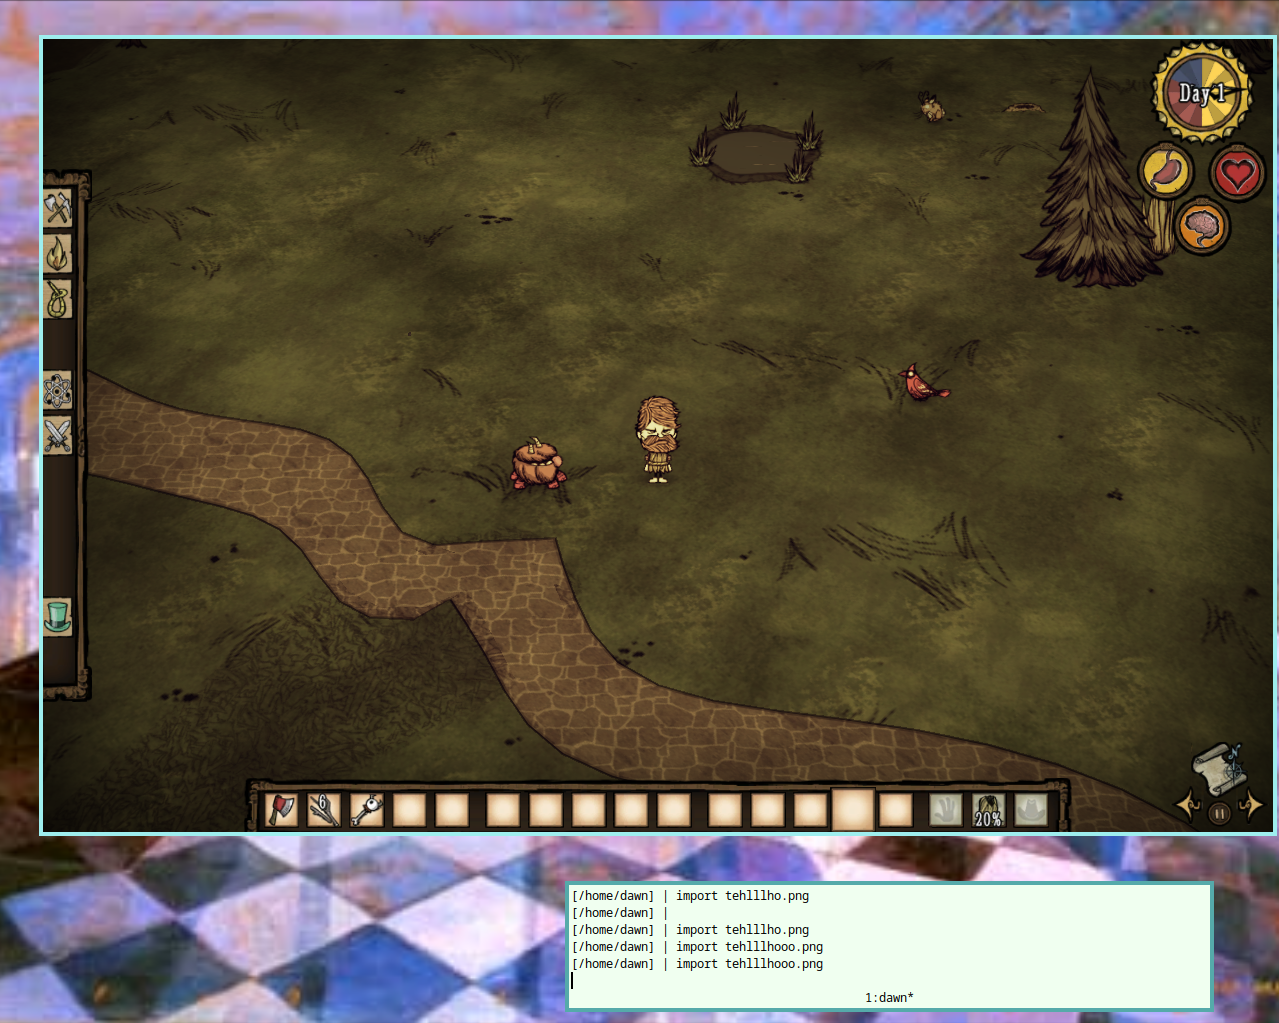 Day 1
6
20%
[/home/dawn] | import tehlllho.png
[/home/dawn] |
[/home/dawn] | import tehlllho.png
[/home/dawn] | import tehlllhooo.png
[/home/dawn] | import tehlllhooo.png
1:dawn*